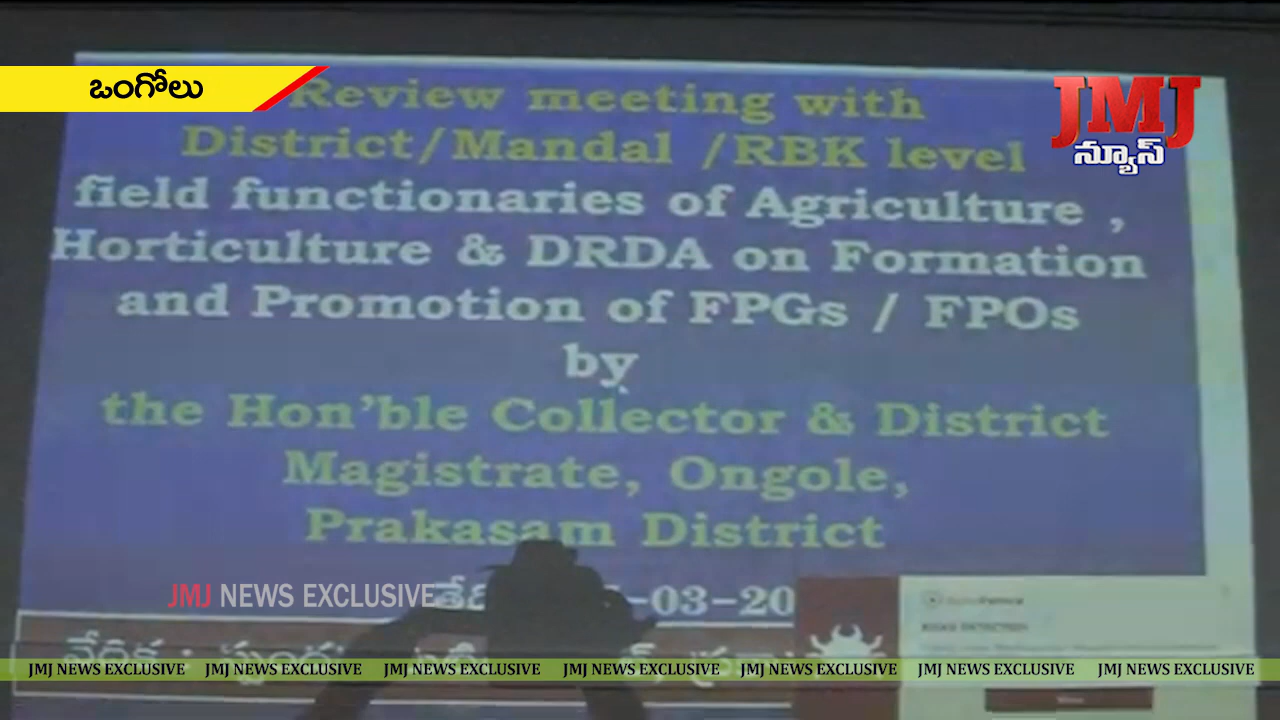 ఒంగోలు
JMJ
న్యూస్
Review meeting with
District/Mandal /RBK level
field functionaries of Agriculture ,
Horticulture & DRDA on Formation
and Promotion of FPGs / FPOs
by
the Hon'ble Collector & District
Magistrate, Ongole,
Prakasam District
-03-20
JMJ NEWS EXCLUSIVE
వేదిక :
JMJ NEWS EXCLUSIVE JMJ NEWS EXCLUSIVE JMJ NEWS EXCLUSIVE JMJ NEWS EXCLUSIVE JMJ NEWS EXCLUSIVE JMJ NEWS EXCLUSIVE JMJ NEWS EXCLUSIVE